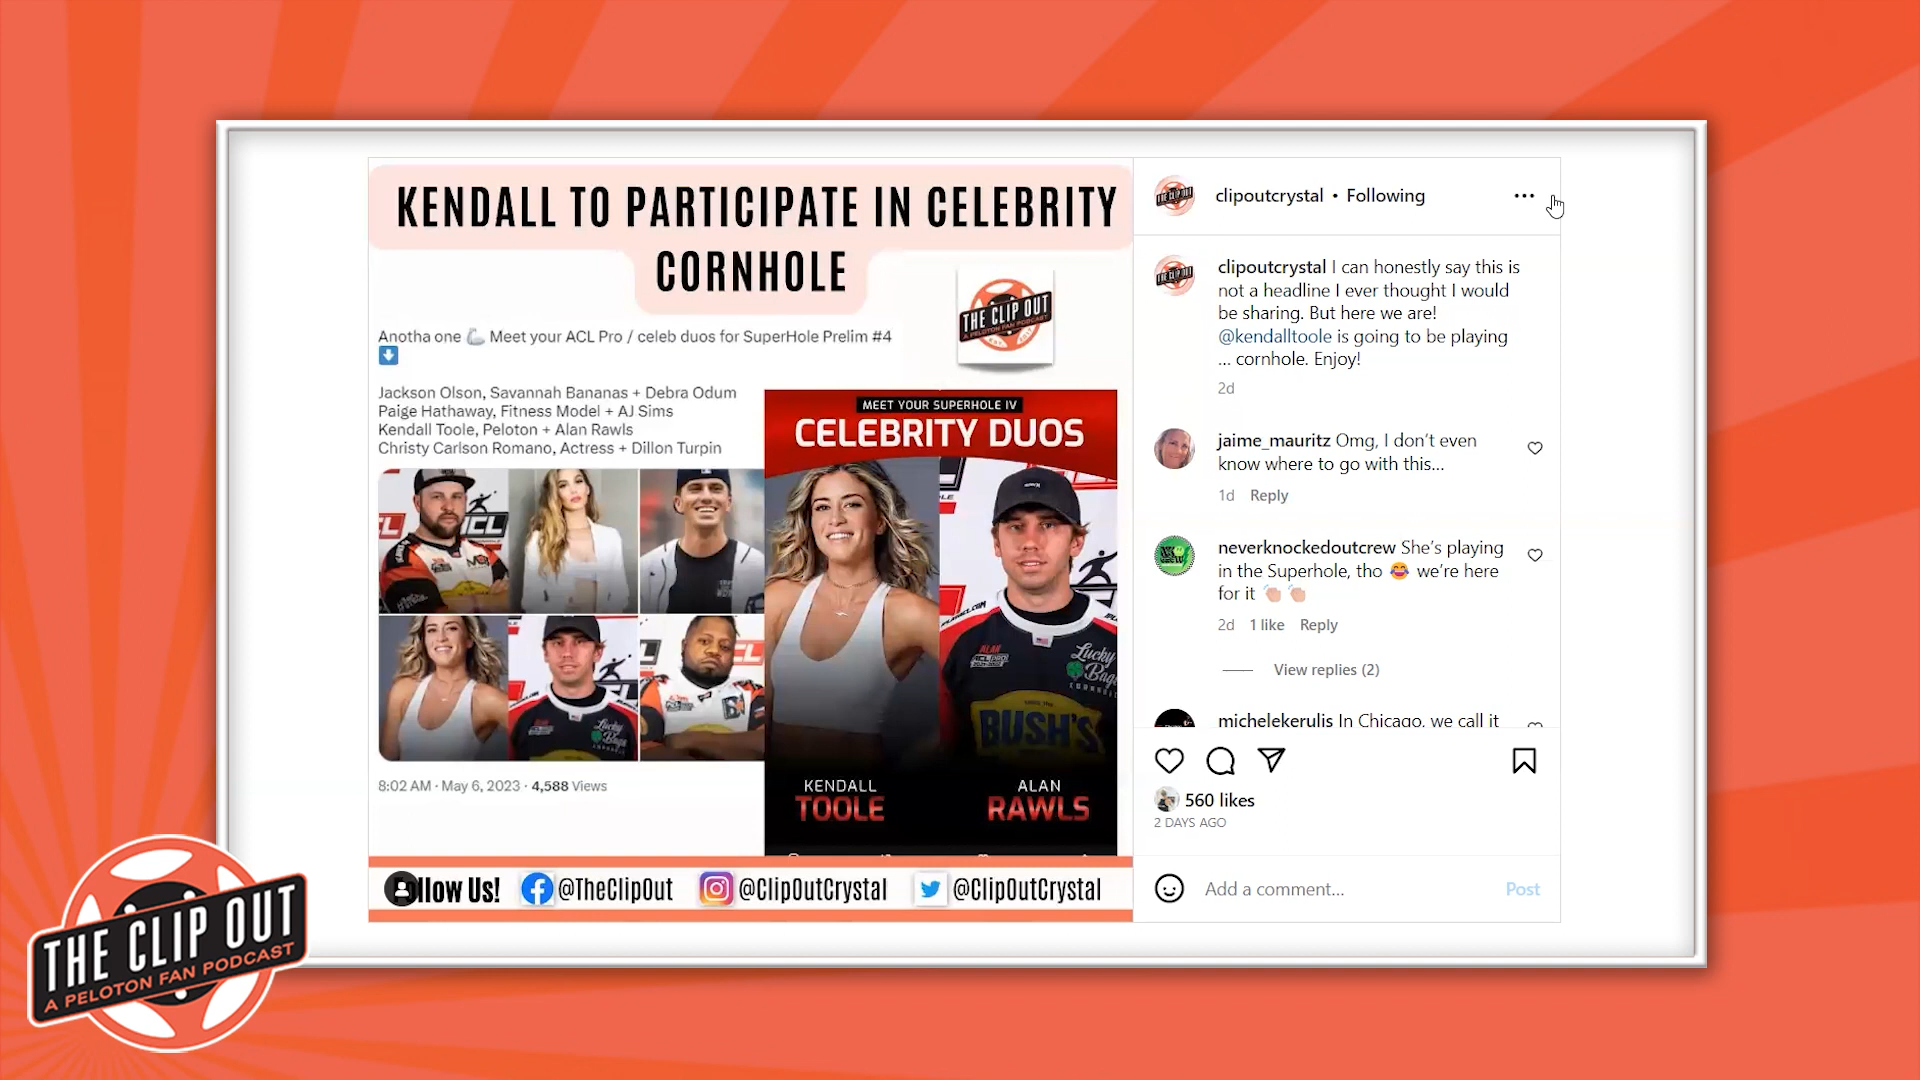 KENDALL TO PARTICIPATE IN CELEBRITY
CORNHOLE
THE CLIP OUT
A PELOTON FAN PODCAST
Anotha one 🦾 Meet your ACL Pro / celeb duos for SuperHole Prelim #4
⬇️
Jackson Olson, Savannah Bananas + Debra Odum
Paige Hathaway, Fitness Model + AJ Sims
Kendall Toole, Peloton + Alan Rawls
Christy Carlson Romano, Actress + Dillon Turpin
8:02 AM · May 6, 2023 · 4,588 Views
MEET YOUR SUPERHOLE IV
CELEBRITY DUOS
Lucky
Bags
BUSH'S
KENDALL
TOOLE
ALAN
RAWLS
Follow Us!
@TheClipOut
@ClipOutCrystal
@ClipOutCrystal
clipoutcrystal • Following
clipoutcrystal I can honestly say this is
not a headline I ever thought I would
be sharing. But here we are!
@kendalltoole is going to be playing
... cornhole. Enjoy!
2d
jaime_mauritz Omg, I don't even
know where to go with this...
1d Reply
neverknockedoutcrew She's playing
in the Superhole, tho 😂 we're here
for it 👏🏻 👏🏻
2d 1 like Reply
View replies (2)
michelekerulis In Chicago, we call it
560 likes
2 DAYS AGO
Add a comment...
Post
THE CLIP OUT
A PELOTON FAN PODCAST